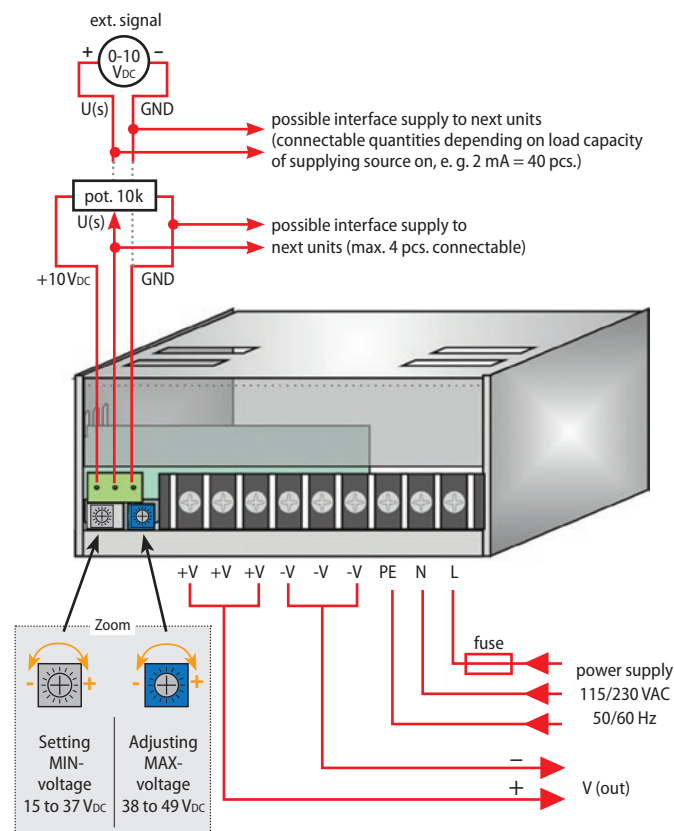 ext. signal
+ 0-10 −
VDC
U(s) GND
possible interface supply to next units
(connectable quantities depending on load capacity
of supplying source on, e. g. 2 mA = 40 pcs.)
pot. 10k
U(s)
possible interface supply to
next units (max. 4 pcs. connectable)
+10VDC GND
+V +V +V -V -V -V PE N L
Zoom
fuse
power supply
115/230 VAC
50/60 Hz
- + - +
Setting
MIN-
voltage
15 to 37 VDC
Adjusting
MAX-
voltage
38 to 49 VDC
−
+
V (out)